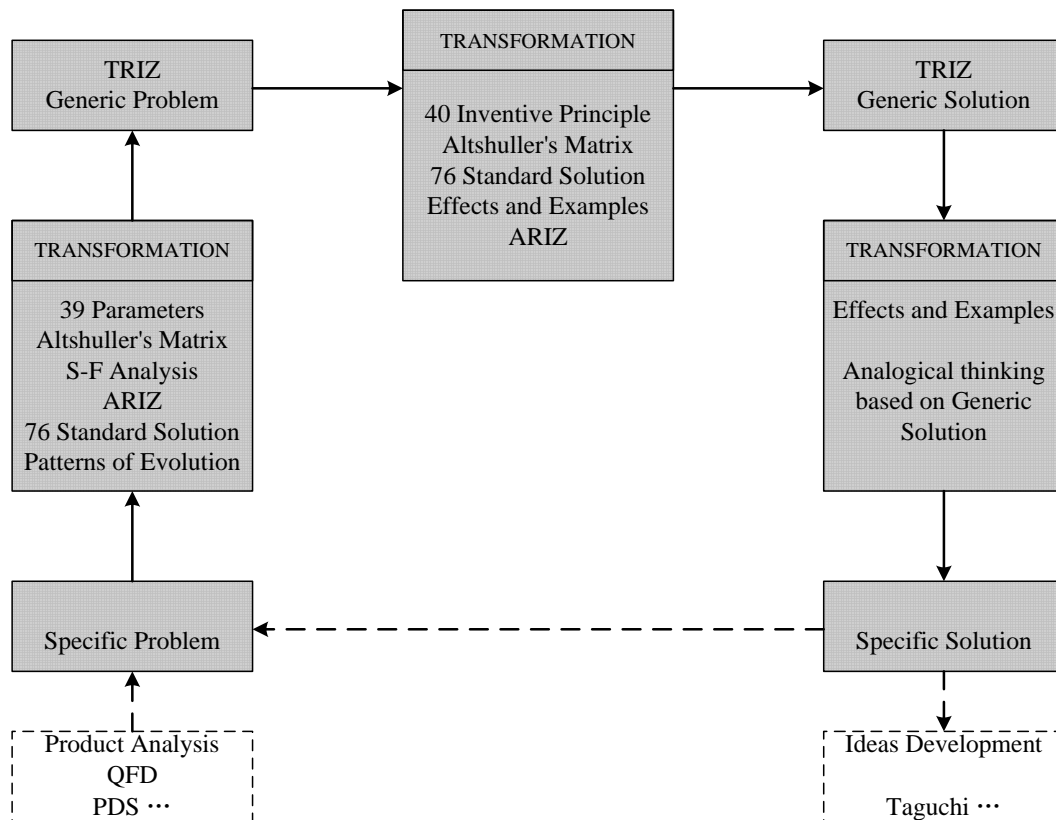 TRIZ
Generic Problem
TRANSFORMATION
40 Inventive Principle
Altshuller's Matrix
76 Standard Solution
Effects and Examples
ARIZ
TRIZ
Generic Solution
TRANSFORMATION
39 Parameters
Altshuller's Matrix
S-F Analysis
ARIZ
76 Standard Solution
Patterns of Evolution
TRANSFORMATION
Effects and Examples
Analogical thinking
based on Generic
Solution
Specific Problem
Specific Solution
Product Analysis
QFD
PDS ···
Ideas Development
Taguchi ···